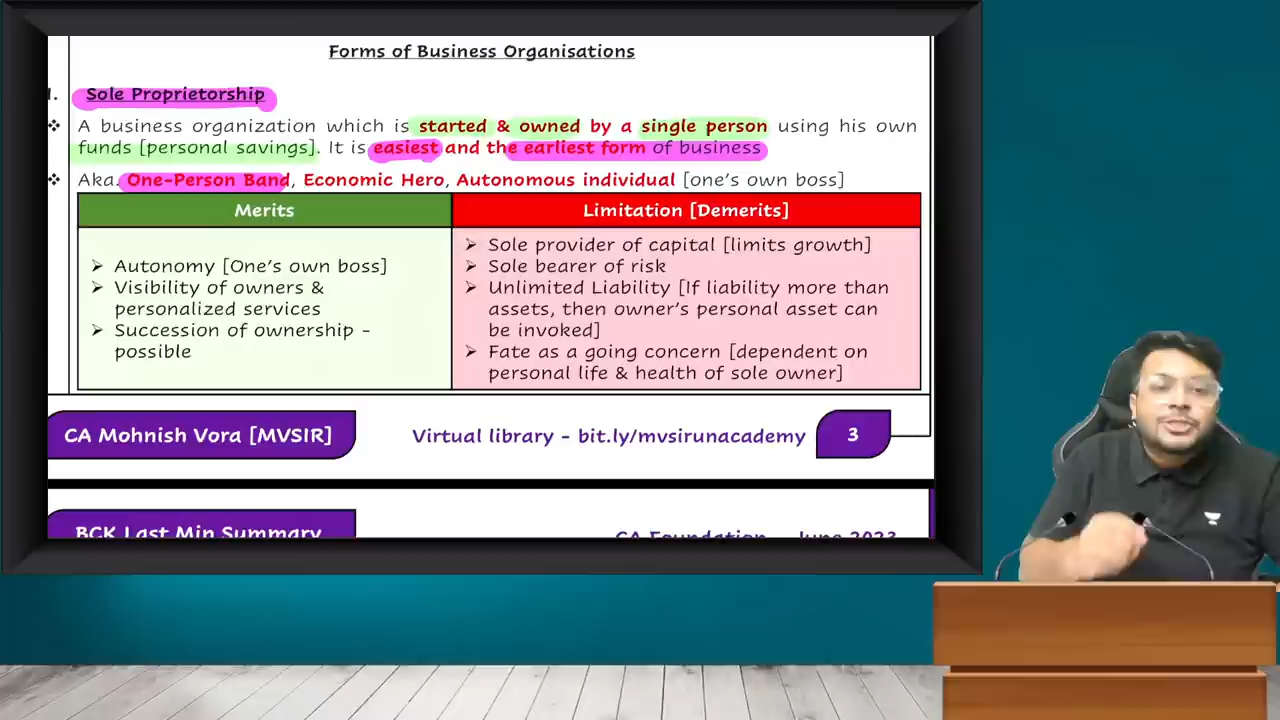 Forms of Business Organisations
Sole Proprietorship
❖ A business organization which is started & owned by a single person using his own
funds [personal savings]. It is easiest and the earliest form of business
❖ Aka. One-Person Band, Economic Hero, Autonomous individual [one's own boss]
Merits
➢ Autonomy [One's own boss]
➢ Visibility of owners &
personalized services
➢ Succession of ownership -
possible
Limitation [Demerits]
➢ Sole provider of capital [limits growth]
➢ Sole bearer of risk
➢ Unlimited Liability [If liability more than
assets, then owner's personal asset can
be invoked]
➢ Fate as a going concern [dependent on
personal life & health of sole owner]
CA Mohnish Vora [MVSIR]
Virtual library - bit.ly/mvsirunacademy
3
BCK Last Min Summary
CA Foundation - June 2023